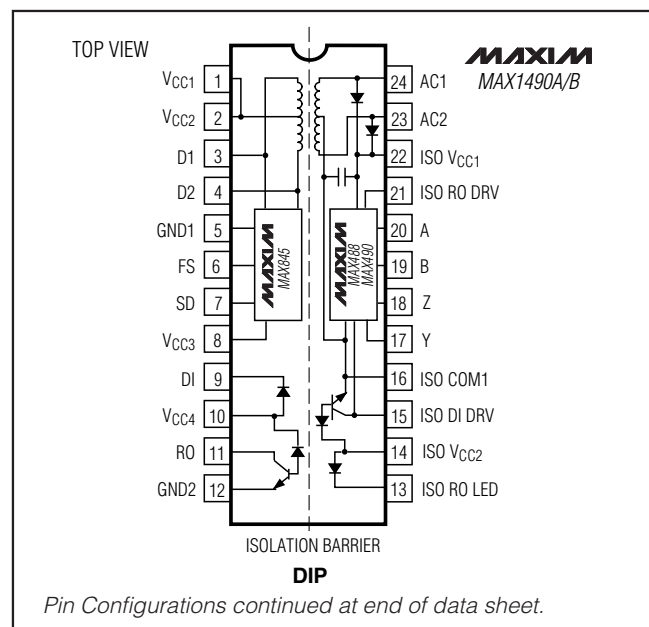 TOP VIEW
MAXIM
MAX1490A/B
VCC1 1
VCC2 2
D1 3
D2 4
GND1 5
FS 6
SD 7
VCC3 8
DI 9
VCC4 10
RO 11
GND2 12
MAXIM
MAX845
MAXIM
MAX488
MAX490
24 AC1
23 AC2
22 ISO VCC1
21 ISO RO DRV
20 A
19 B
18 Z
17 Y
16 ISO COM1
15 ISO DI DRV
14 ISO VCC2
13 ISO RO LED
ISOLATION BARRIER
DIP
Pin Configurations continued at end of data sheet.